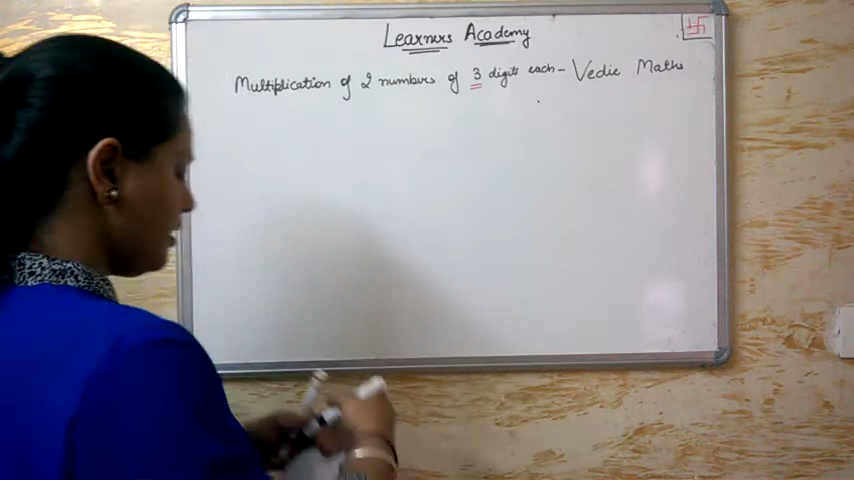 Learners Academy
Multiplication of 2 numbers of 3 digits each - Vedic Maths